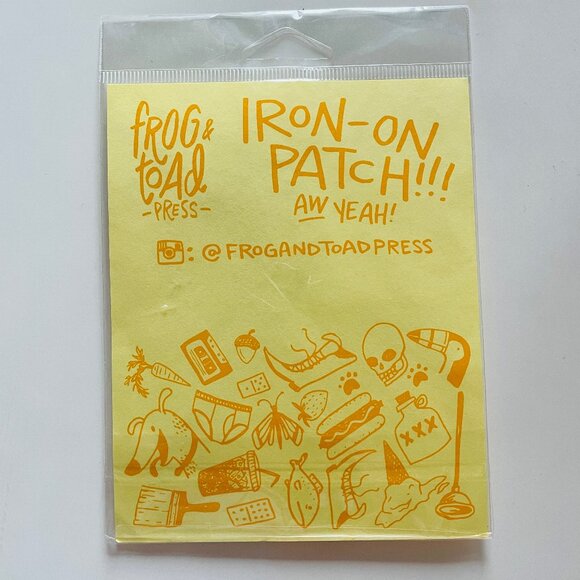 FROG &
TOAD
-PRESS-
IRON-ON
PATCH!!!
AW YEAH!
: @FROGANDTOADPRESS
XXX